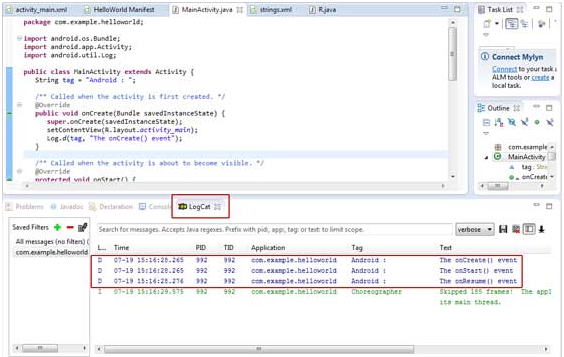 activity_main.xml
HelloWorld Manifest
MainActivity.java
strings.xml
R.java
package com.example.helloworld;
import android.os.Bundle;
import android.app.Activity;
import android.util.Log;
public class MainActivity extends Activity {
String tag = "Android : ";
/** Called when the activity is first created. */
@Override
public void onCreate(Bundle savedInstanceState) {
super.onCreate(savedInstanceState);
setContentView(R.layout.activity_main);
Log.d(tag, "The onCreate() event");
}
/** Called when the activity is about to become visible. */
@Override
protected void onStart() {
Task List
Connect Mylyn
Connect to your task a
ALM tools or create a
local task.
Outline
com.example
MainActivity
tag :
onCreat
Problems
Javadoc
Declaration
Console
LogCat
Saved Filters
All messages (no filters) (
com.example.helloworld
Search for messages. Accepts Java regexes. Prefix with pid:, app:, tag: or text: to limit scope.
verbose
L... Time PID TID Application Tag Text
D 07-19 15:16:28.265 992 992 com.example.helloworld Android : The onCreate() event
D 07-19 15:16:28.265 992 992 com.example.helloworld Android : The onStart() event
D 07-19 15:16:28.276 992 992 com.example.helloworld Android : The onResume() event
I 07-19 15:16:29.575 992 992 com.example.helloworld Choreographer Skipped 185 frames! The appl
its main thread.